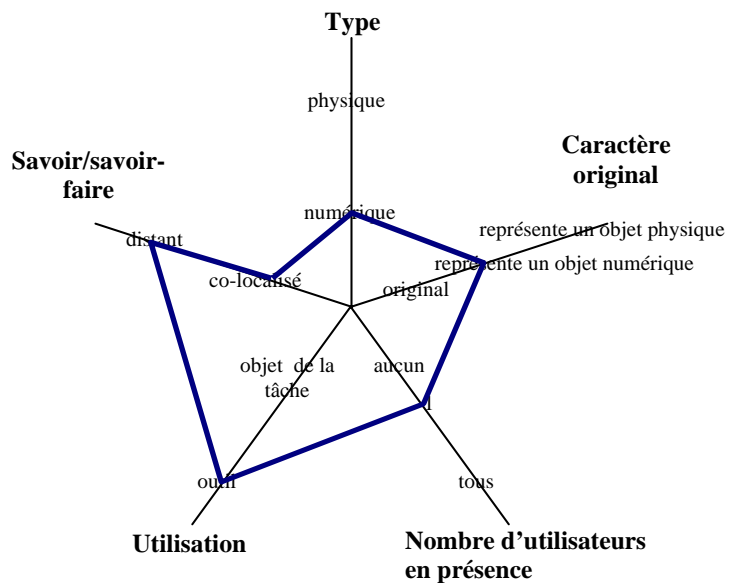 Type
physique
Caractère
original
Savoir/savoir-
faire
numérique
représente un objet physique
distant
représente un objet numérique
co-localisé
original
objet de la
tâche
aucun
1
outil
tous
Utilisation
Nombre d'utilisateurs
en présence